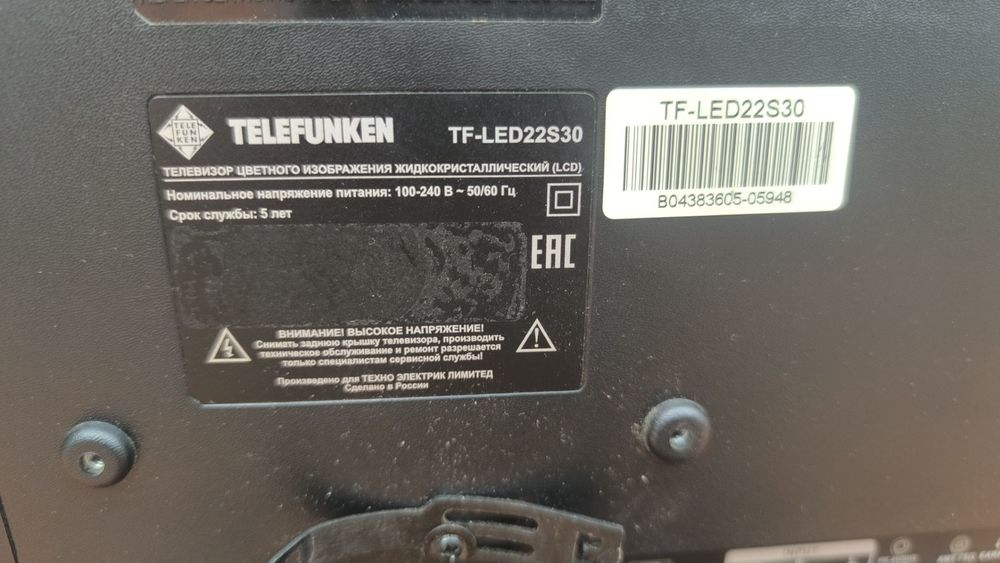 TELE
FUN
KEN
TELEFUNKEN
TF-LED22S30
ТЕЛЕВИЗОР ЦВЕТНОГО ИЗОБРАЖЕНИЯ ЖИДКОКРИСТАЛЛИЧЕСКИЙ (LCD)
Номинальное напряжение питания: 100-240 В ~ 50/60 Гц
Срок службы: 5 лет
EAC
ВНИМАНИЕ! ВЫСОКОЕ НАПРЯЖЕНИЕ!
Снимать заднюю крышку телевизора, производить
техническое обслуживание и ремонт разрешается
только специалистам сервисной службы!
Произведено для ТЕХНО ЭЛЕКТРИК ЛИМИТЕД
Сделано в России
TF-LED22S30
B04383605-05948